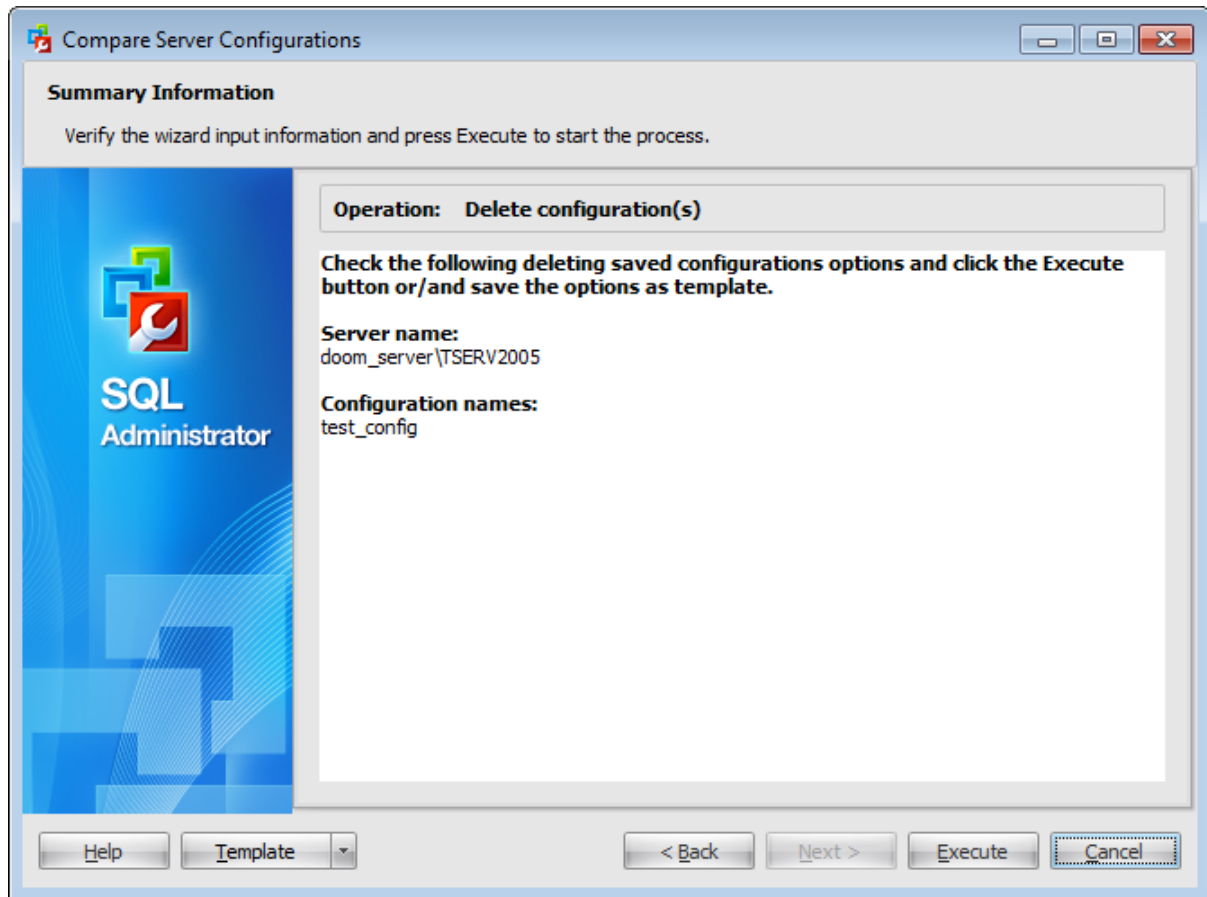 Compare Server Configurations
Summary Information
Verify the wizard input information and press Execute to start the process.
Operation: Delete configuration(s)
Check the following deleting saved configurations options and click the Execute
button or/and save the options as template.
Server name:
doom_server\TSERV2005
Configuration names:
test_config
SQL
Administrator
Help
Template
< Back
Next >
Execute
Cancel